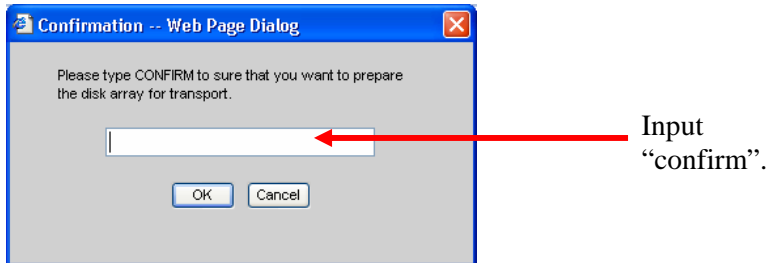 Confirmation -- Web Page Dialog
Please type CONFIRM to sure that you want to prepare
the disk array for transport.
Input
“confirm”.
OK
Cancel